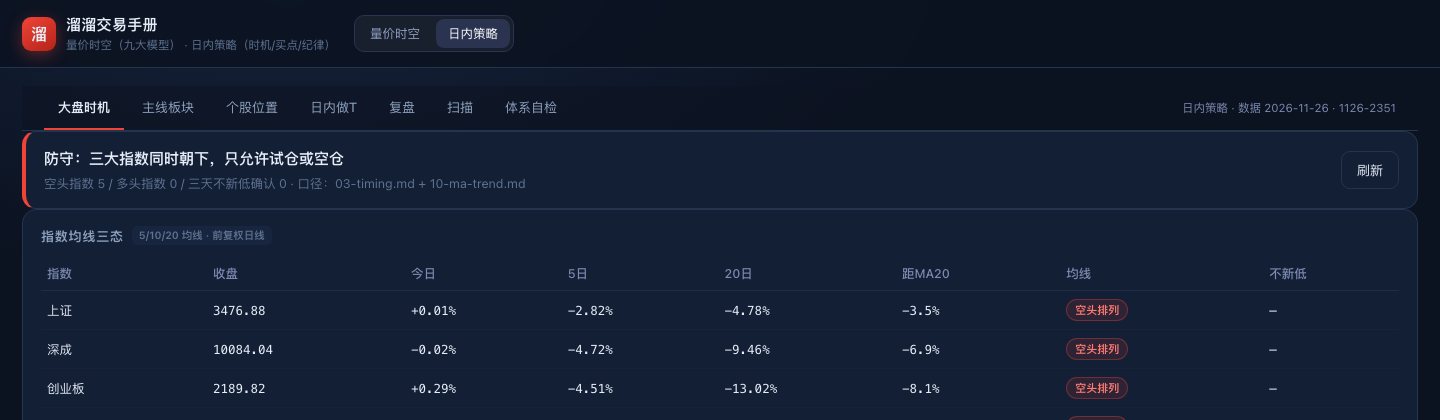 溜
溜溜交易手册
量价时空（九大模型） · 日内策略（时机/买点/纪律）
量价时空 日内策略
大盘时机 主线板块 个股位置 日内做T 复盘 扫描 体系自检
日内策略 · 数据 2026-11-26 · 1126-2351
防守：三大指数同时朝下，只允许试仓或空仓
空头指数 5 / 多头指数 0 / 三天不新低确认 0 · 口径：03-timing.md + 10-ma-trend.md
刷新
指数均线三态 5/10/20 均线 · 前复权日线
指数 收盘 今日 5日 20日 距MA20 均线 不新低
上证 3476.88 +0.01% −2.82% −4.78% −3.5% 空头排列 —
深成 10084.04 −0.02% −4.72% −9.46% −6.9% 空头排列 —
创业板 2189.82 +0.29% −4.51% −13.02% −8.1% 空头排列 —